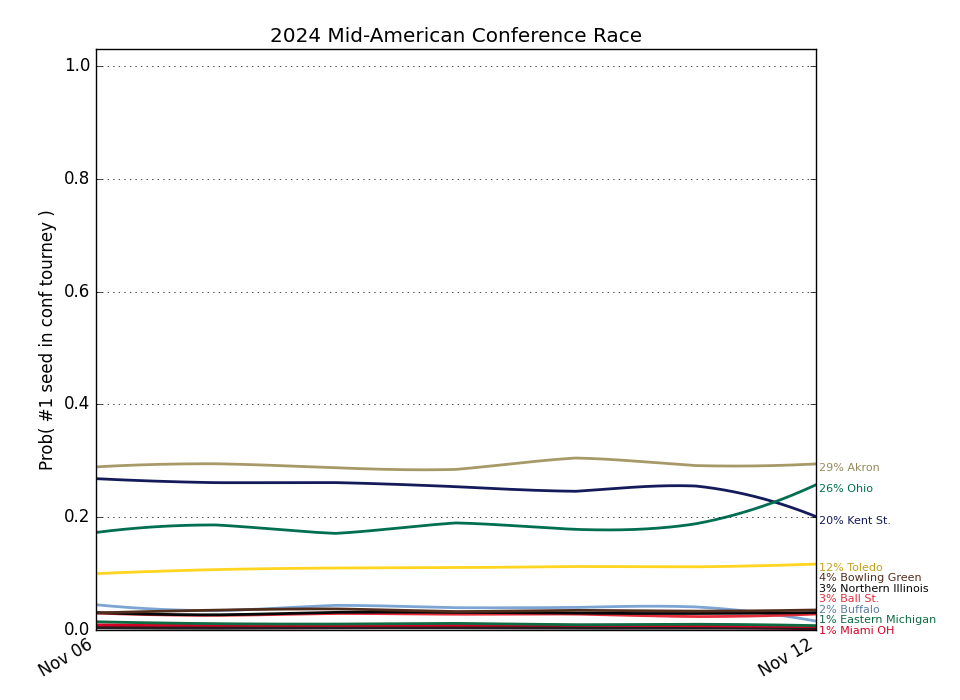 2024 Mid-American Conference Race
Prob( #1 seed in conf tourney )
1.0
0.8
0.6
0.4
0.2
0.0
Nov 06
Nov 12
29% Akron
26% Ohio
20% Kent St.
12% Toledo
4% Bowling Green
3% Northern Illinois
3% Ball St.
2% Buffalo
1% Eastern Michigan
1% Miami OH